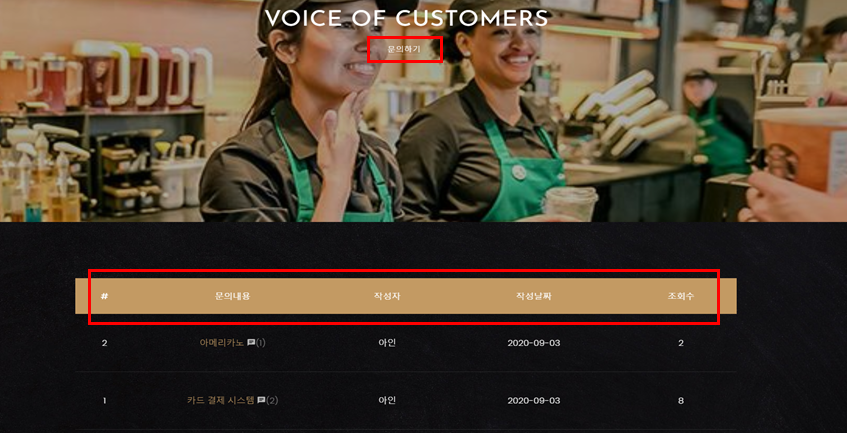 VOICE OF CUSTOMERS
문의하기
# 문의내용 작성자 작성날짜 조회수
2 아메리카노 (1) 아인 2020-09-03 2
1 카드 결제 시스템 (2) 아인 2020-09-03 8